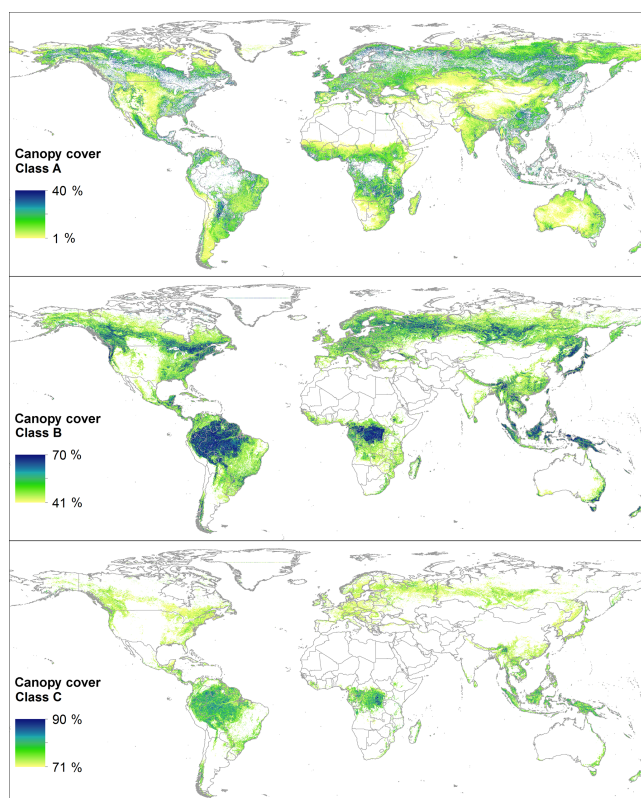 Canopy cover
Class A
40 %
1 %
Canopy cover
Class B
70 %
41 %
Canopy cover
Class C
90 %
71 %